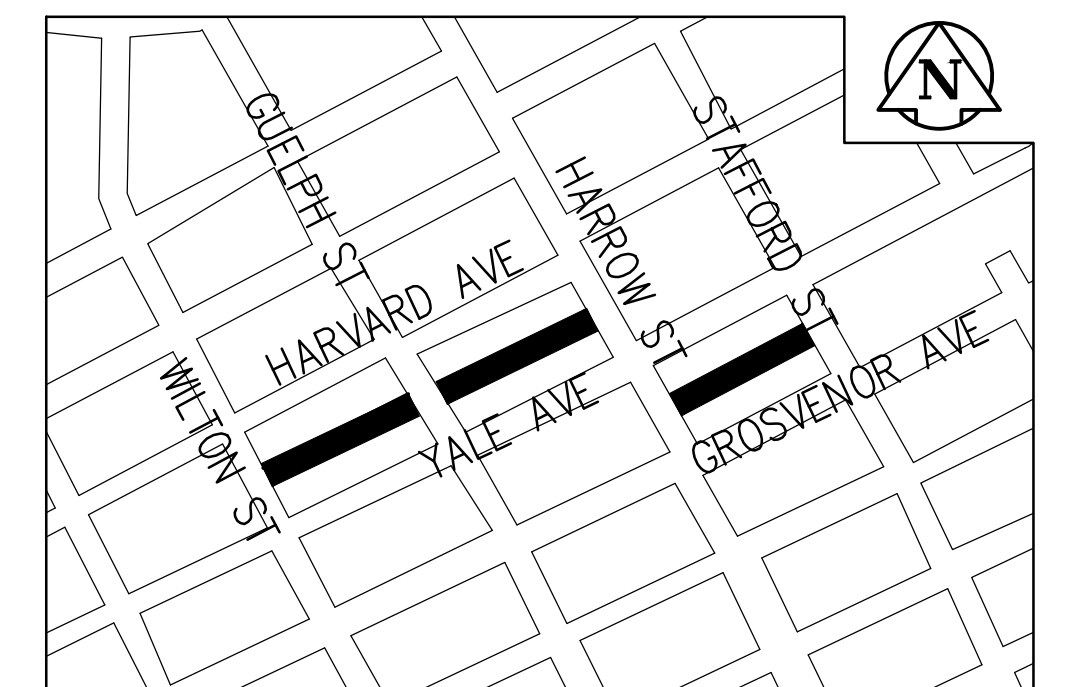 N
GUELPH ST
STAFFORD ST
HARROW ST
HARVARD AVE
WILTON ST
YALE AVE
GROSVENOR AVE